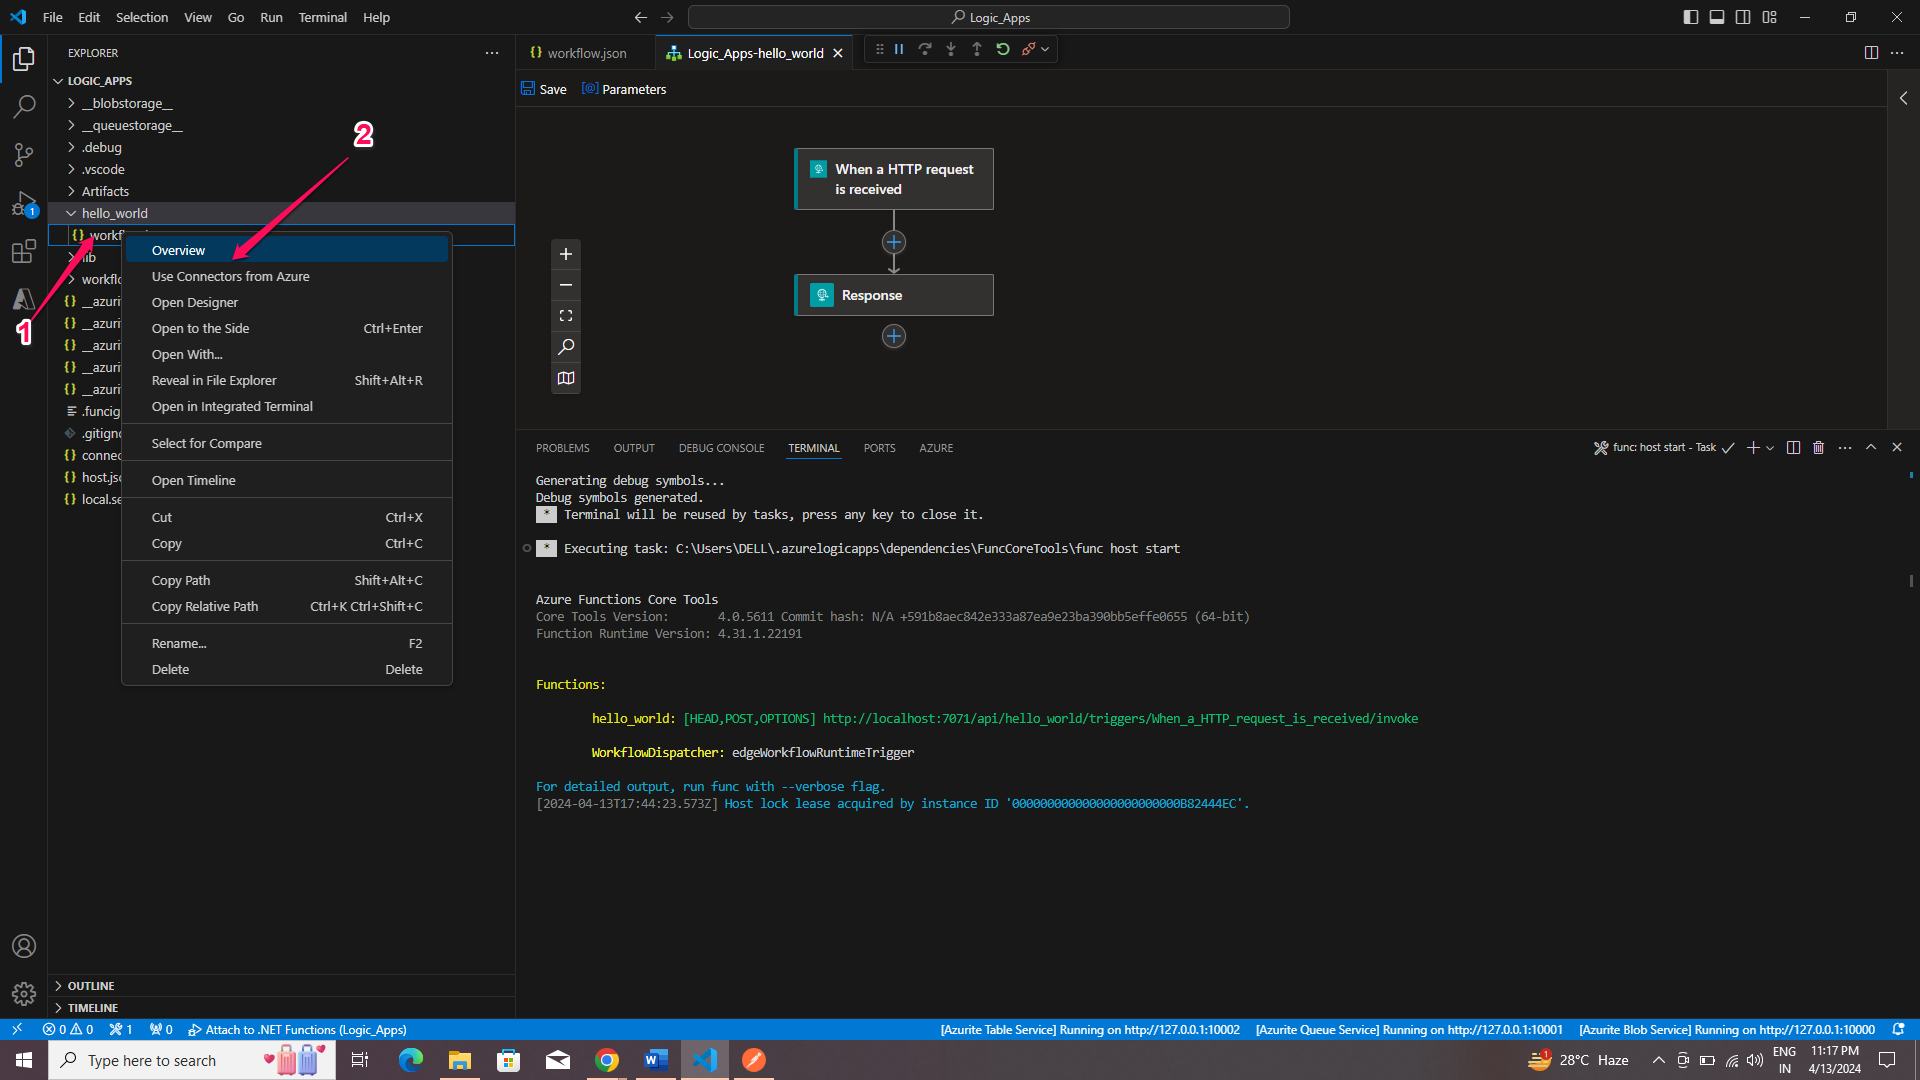 File Edit Selection View Go Run Terminal Help
Logic_Apps
EXPLORER
LOGIC_APPS
__blobstorage__
__queuestorage__
.debug
.vscode
Artifacts
hello_world
lib
__azuri
__azuri
__azuri
__azuri
__azuri
.funcig
.gitign
connec
host.js
local.se
OUTLINE
TIMELINE
1
2
Overview
Use Connectors from Azure
Open Designer
Open to the Side Ctrl+Enter
Open With...
Reveal in File Explorer Shift+Alt+R
Open in Integrated Terminal
Select for Compare
Open Timeline
Cut Ctrl+X
Copy Ctrl+C
Copy Path Shift+Alt+C
Copy Relative Path Ctrl+K Ctrl+Shift+C
Rename... F2
Delete Delete
workflow.json
Logic_Apps-hello_world
Save
Parameters
When a HTTP request
is received
Response
PROBLEMS OUTPUT DEBUG CONSOLE TERMINAL PORTS AZURE
func: host start - Task
Generating debug symbols...
Debug symbols generated.
* Terminal will be reused by tasks, press any key to close it.
* Executing task: C:\Users\DELL\.azurelogicapps\dependencies\FuncCoreTools\func host start
Azure Functions Core Tools
Core Tools Version: 4.0.5611 Commit hash: N/A +591b8aec842e333a87ea9e23ba390bb5effe0655 (64-bit)
Function Runtime Version: 4.31.1.22191
Functions:
hello_world: [HEAD,POST,OPTIONS] http://localhost:7071/api/hello_world/triggers/When_a_HTTP_request_is_received/invoke
WorkflowDispatcher: edgeWorkflowRuntimeTrigger
For detailed output, run func with --verbose flag.
[2024-04-13T17:44:23.573Z] Host lock lease acquired by instance ID '000000000000000000000000B82444EC'.
0 0 1 0 Attach to .NET Functions (Logic_Apps)
[Azurite Table Service] Running on http://127.0.0.1:10002
[Azurite Queue Service] Running on http://127.0.0.1:10001
[Azurite Blob Service] Running on http://127.0.0.1:10000
Type here to search
28°C Haze
ENG
IN
11:17 PM
4/13/2024